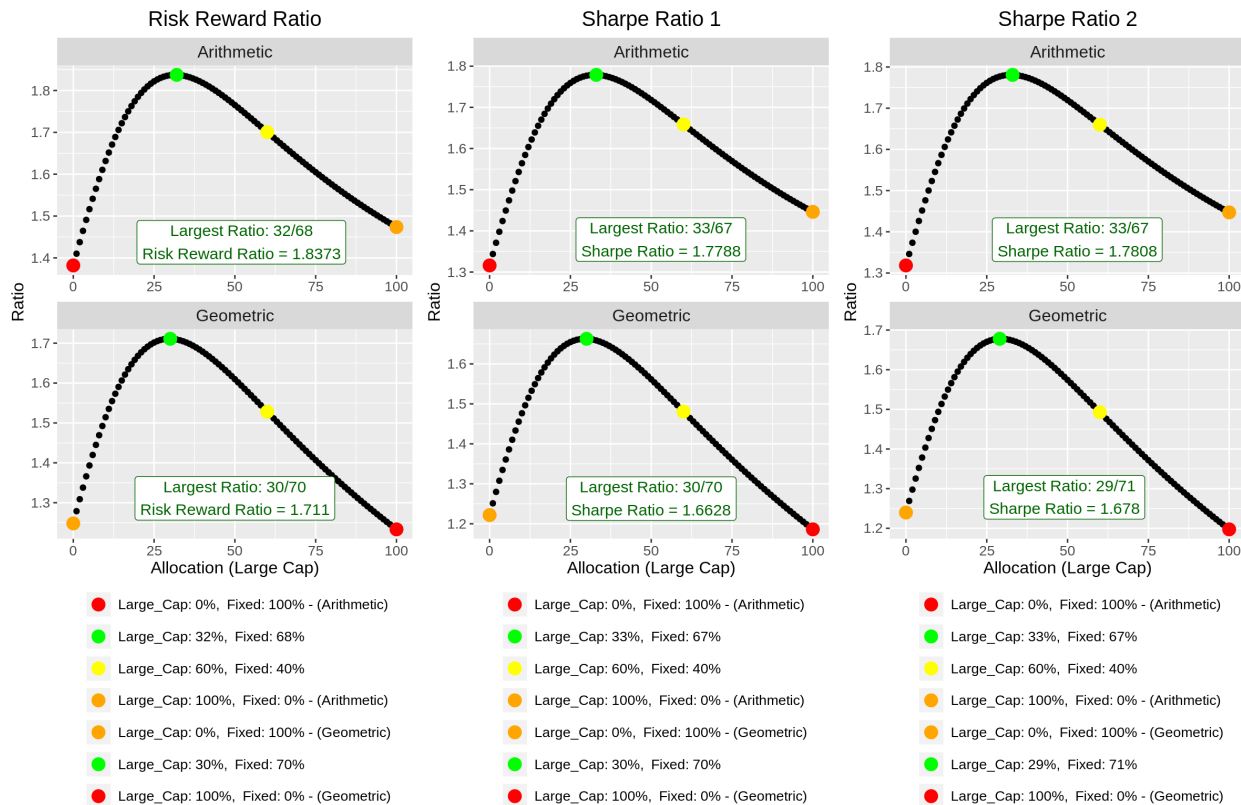 Risk Reward Ratio
Arithmetic
1.8
1.7
1.6
1.5
1.4
Largest Ratio: 32/68
Risk Reward Ratio = 1.8373
0
25
50
75
100
Ratio
Geometric
1.7
1.6
1.5
1.4
1.3
Largest Ratio: 30/70
Risk Reward Ratio = 1.711
0
25
50
75
100
Allocation (Large Cap)
Large_Cap: 0%, Fixed: 100% - (Arithmetic)
Large_Cap: 32%, Fixed: 68%
Large_Cap: 60%, Fixed: 40%
Large_Cap: 100%, Fixed: 0% - (Arithmetic)
Large_Cap: 0%, Fixed: 100% - (Geometric)
Large_Cap: 30%, Fixed: 70%
Large_Cap: 100%, Fixed: 0% - (Geometric)
Sharpe Ratio 1
Arithmetic
1.8
1.7
1.6
1.5
1.4
1.3
Largest Ratio: 33/67
Sharpe Ratio = 1.7788
0
25
50
75
100
Ratio
Geometric
1.6
1.5
1.4
1.3
1.2
Largest Ratio: 30/70
Sharpe Ratio = 1.6628
0
25
50
75
100
Allocation (Large Cap)
Large_Cap: 0%, Fixed: 100% - (Arithmetic)
Large_Cap: 33%, Fixed: 67%
Large_Cap: 60%, Fixed: 40%
Large_Cap: 100%, Fixed: 0% - (Arithmetic)
Large_Cap: 0%, Fixed: 100% - (Geometric)
Large_Cap: 30%, Fixed: 70%
Large_Cap: 100%, Fixed: 0% - (Geometric)
Sharpe Ratio 2
Arithmetic
1.8
1.7
1.6
1.5
1.4
1.3
Largest Ratio: 33/67
Sharpe Ratio = 1.7808
0
25
50
75
100
Ratio
Geometric
1.7
1.6
1.5
1.4
1.3
1.2
Largest Ratio: 29/71
Sharpe Ratio = 1.678
0
25
50
75
100
Allocation (Large Cap)
Large_Cap: 0%, Fixed: 100% - (Arithmetic)
Large_Cap: 33%, Fixed: 67%
Large_Cap: 60%, Fixed: 40%
Large_Cap: 100%, Fixed: 0% - (Arithmetic)
Large_Cap: 0%, Fixed: 100% - (Geometric)
Large_Cap: 29%, Fixed: 71%
Large_Cap: 100%, Fixed: 0% - (Geometric)